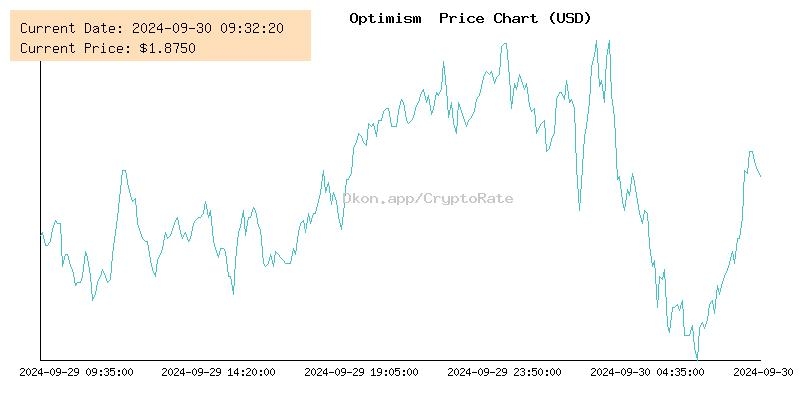 Optimism  Price Chart (USD)
Current Date: 2024-09-30 09:32:20
Current Price: $1.8750
Dkon.app/CryptoRate
2024-09-29 09:35:00
2024-09-29 14:20:00
2024-09-29 19:05:00
2024-09-29 23:50:00
2024-09-30 04:35:00
2024-09-30